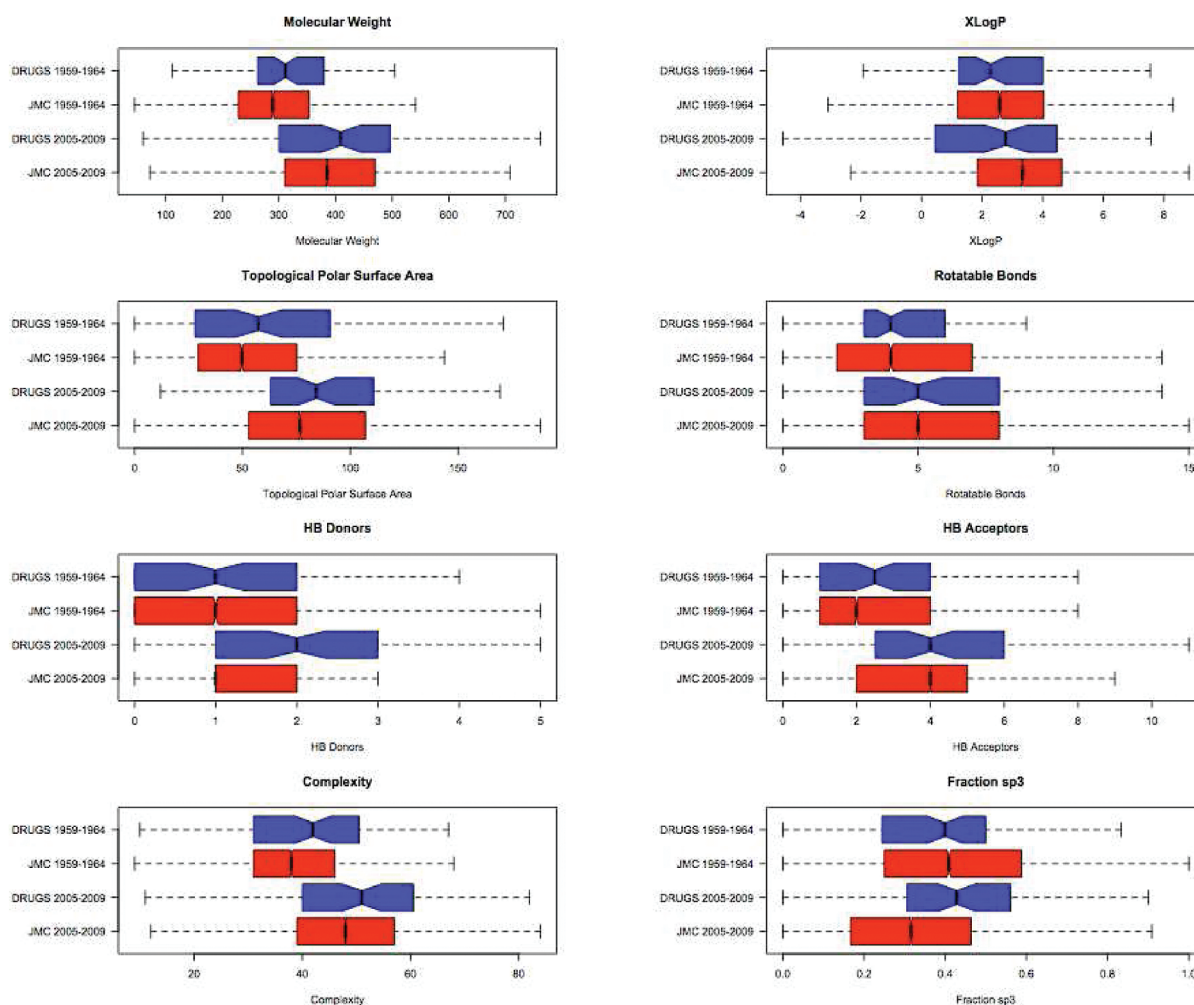 Molecular Weight
DRUGS 1959-1964
JMC 1959-1964
DRUGS 2005-2009
JMC 2005-2009
100 200 300 400 500 600 700
Molecular Weight
XLogP
DRUGS 1959-1964
JMC 1959-1964
DRUGS 2005-2009
JMC 2005-2009
-4 -2 0 2 4 6 8
XLogP
Topological Polar Surface Area
DRUGS 1959-1964
JMC 1959-1964
DRUGS 2005-2009
JMC 2005-2009
0 50 100 150
Topological Polar Surface Area
Rotatable Bonds
DRUGS 1959-1964
JMC 1959-1964
DRUGS 2005-2009
JMC 2005-2009
0 5 10 15
Rotatable Bonds
HB Donors
DRUGS 1959-1964
JMC 1959-1964
DRUGS 2005-2009
JMC 2005-2009
0 1 2 3 4 5
HB Donors
HB Acceptors
DRUGS 1959-1964
JMC 1959-1964
DRUGS 2005-2009
JMC 2005-2009
0 2 4 6 8 10
HB Acceptors
Complexity
DRUGS 1959-1964
JMC 1959-1964
DRUGS 2005-2009
JMC 2005-2009
20 40 60 80
Complexity
Fraction sp3
DRUGS 1959-1964
JMC 1959-1964
DRUGS 2005-2009
JMC 2005-2009
0.0 0.2 0.4 0.6 0.8 1.0
Fraction sp3